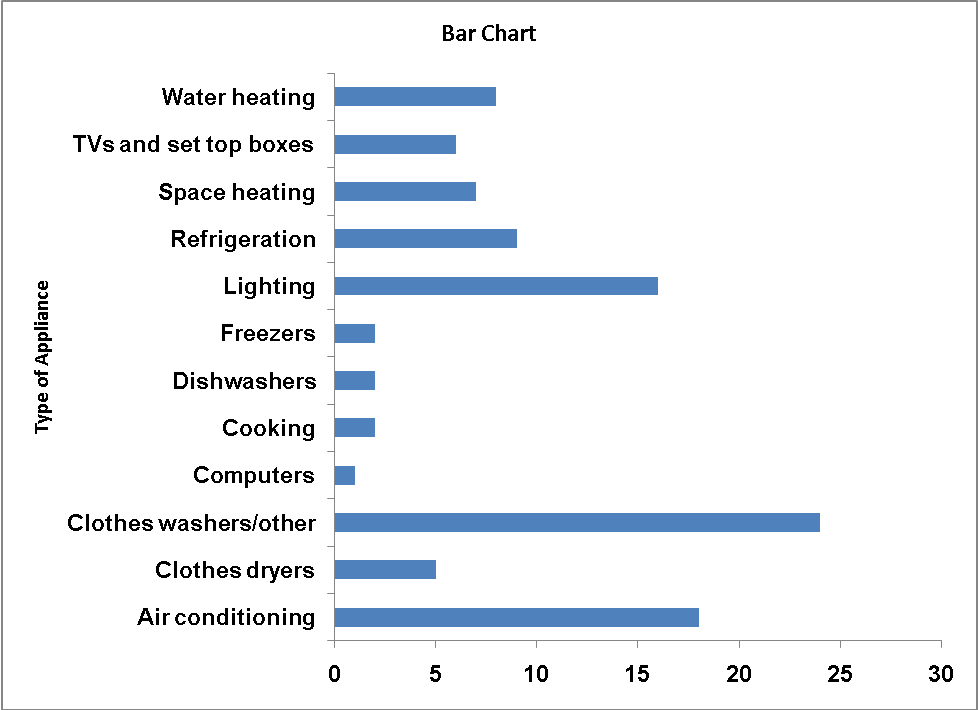 Bar Chart
Type of Appliance
Water heating
TVs and set top boxes
Space heating
Refrigeration
Lighting
Freezers
Dishwashers
Cooking
Computers
Clothes washers/other
Clothes dryers
Air conditioning
0 5 10 15 20 25 30